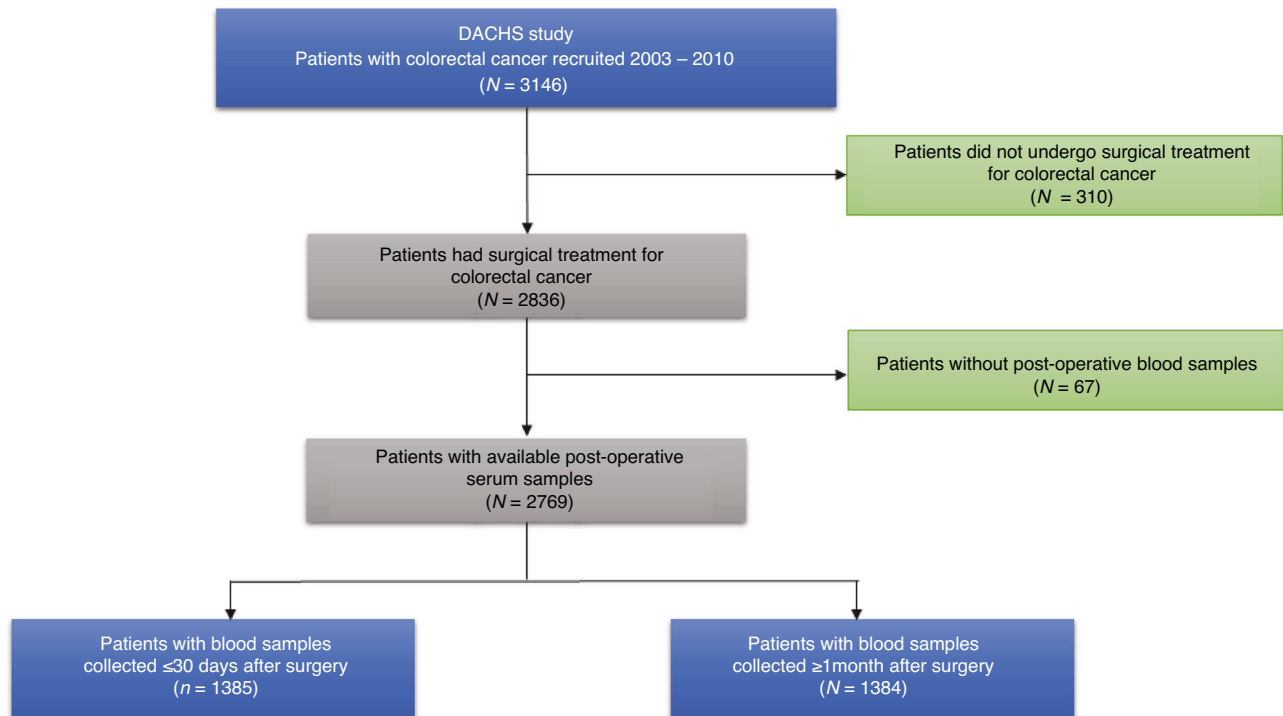 DACHS study
Patients with colorectal cancer recruited 2003 – 2010
(N = 3146)
Patients did not undergo surgical treatment
for colorectal cancer
(N = 310)
Patients had surgical treatment for
colorectal cancer
(N = 2836)
Patients without post-operative blood samples
(N = 67)
Patients with available post-operative
serum samples
(N = 2769)
Patients with blood samples
collected ≤30 days after surgery
(n = 1385)
Patients with blood samples
collected ≥1month after surgery
(N = 1384)